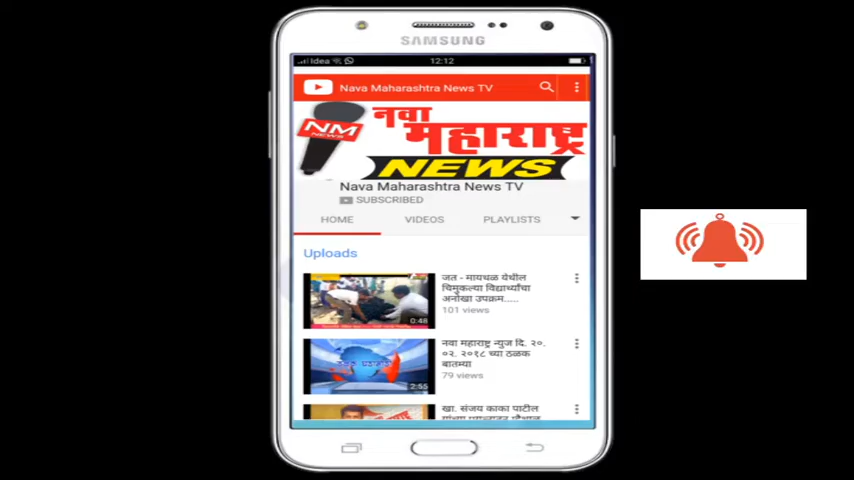 SAMSUNG
Idea 12:12
Nava Maharashtra News TV
NM
NEWS
नवा
महाराष्ट्र
NEWS
Nava Maharashtra News TV
SUBSCRIBED
HOME VIDEOS PLAYLISTS
Uploads
जत - मायथळ येथील
चिमुकल्या विद्यार्थ्यांचा
अनोखा उपक्रम.....
101 views
0:48
नवा महाराष्ट्र न्युज दि. २०.
०२. २०१८ च्या ठळक
बातम्या
79 views
2:55
खा. संजय काका पाटील